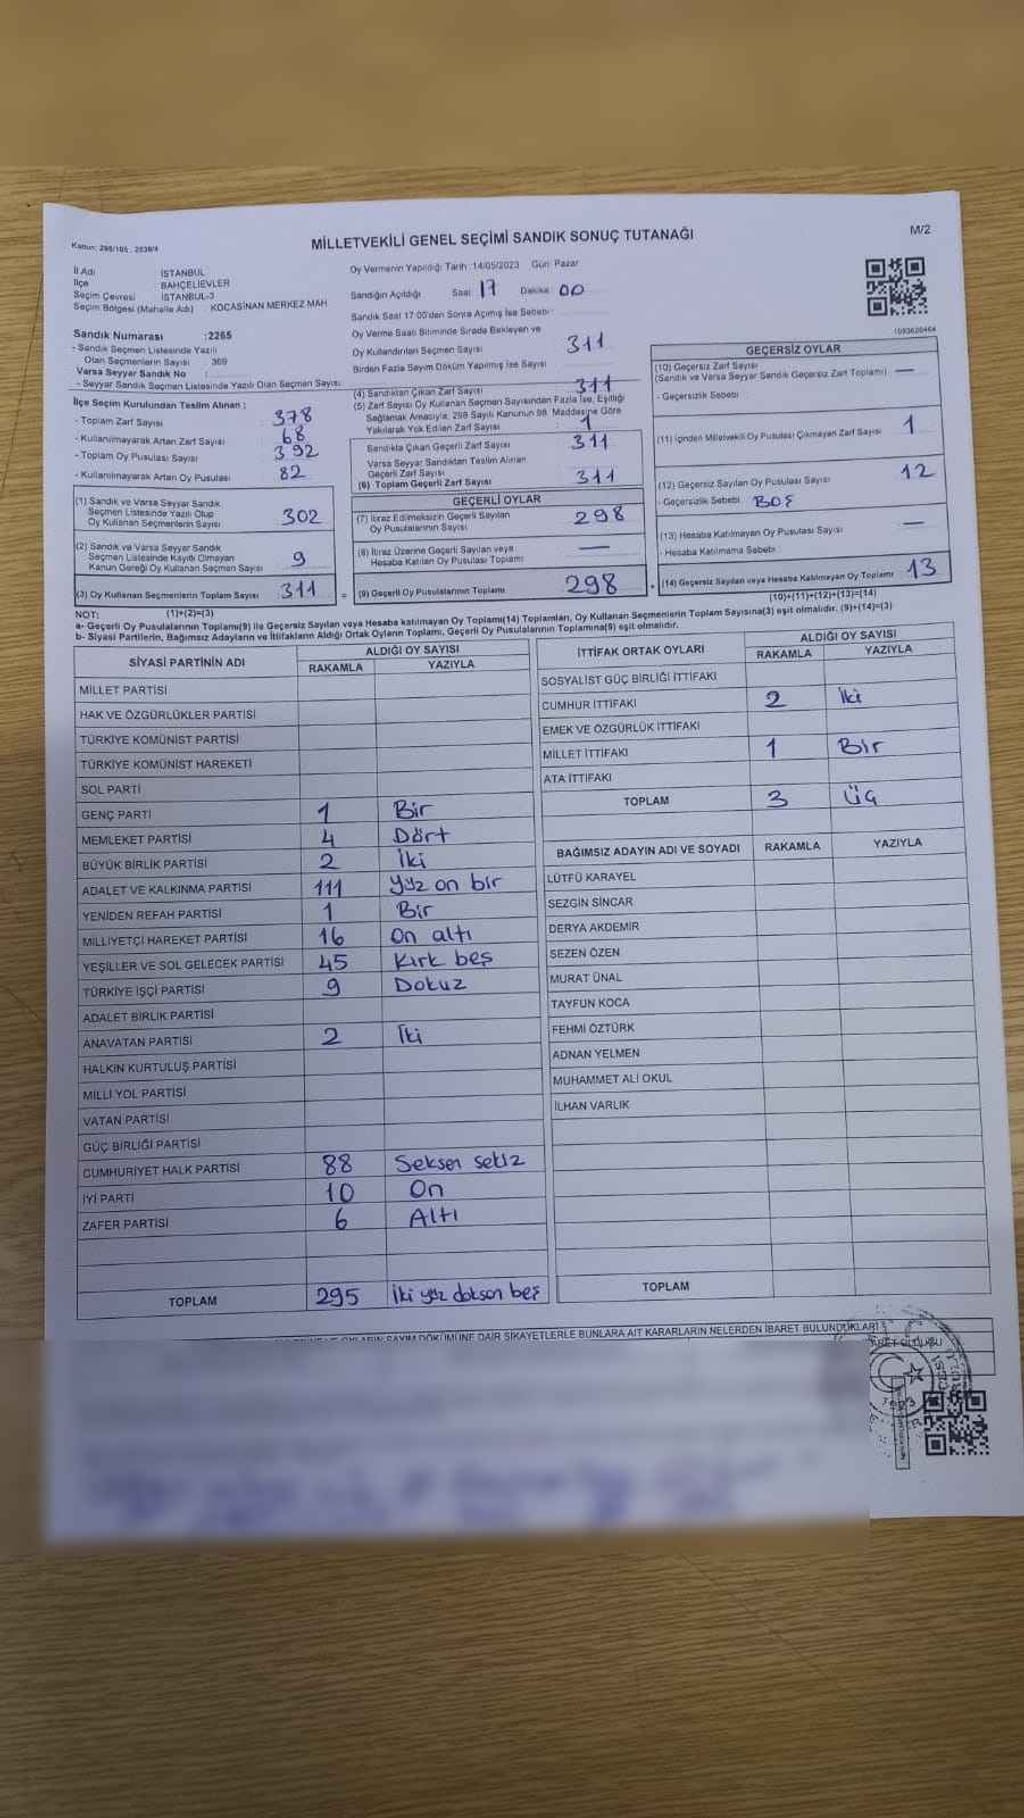 M/2
Kanun: 298/105 , 2839/4
MİLLETVEKİLİ GENEL SEÇİMİ SANDIK SONUÇ TUTANAĞI
İl Adı İSTANBUL
İlçe BAHÇELİEVLER
Seçim Çevresi İSTANBUL-3
Seçim Bölgesi (Mahalle Adı) KOCASİNAN MERKEZ MAH
Sandık Numarası :2265
- Sandık Seçmen Listesinde Yazılı
Olan Seçmenlerin Sayısı 369
Varsa Seyyar Sandık No :
- Seyyar Sandık Seçmen Listesinde Yazılı Olan Seçmen Sayısı
İlçe Seçim Kurulundan Teslim Alınan :
- Toplam Zarf Sayısı 378
- Kullanılmayarak Artan Zarf Sayısı 68
- Toplam Oy Pusulası Sayısı 392
- Kullanılmayarak Artan Oy Pusulası 82
(1) Sandık ve Varsa Seyyar Sandık
Seçmen Listesinde Yazılı Olup
Oy Kullanan Seçmenlerin Sayısı 302
(2) Sandık ve Varsa Seyyar Sandık
Seçmen Listesinde Kayıtlı Olmayan
Kanun Gereği Oy Kullanan Seçmen Sayısı 9
(3) Oy Kullanan Seçmenlerin Toplam Sayısı 311
(1)+(2)=(3)
Oy Vermenin Yapıldığı Tarih :14/05/2023 Gün: Pazar
Sandığın Açıldığı Saat 17 Dakika 00
Sandık Saat 17:00'den Sonra Açılmış İse Sebebi :
Oy Verme Saati Bitiminde Sırada Bekleyen ve
Oy Kullandırılan Seçmen Sayısı 311
Birden Fazla Sayım Döküm Yapılmış İse Sayısı
(4) Sandıktan Çıkan Zarf Sayısı 311
(5) Zarf Sayısı Oy Kullanan Seçmen Sayısından Fazla İse, Eşitliği
Sağlamak Amacıyla, 298 Sayılı Kanunun 98. Maddesine Göre
Yakılarak Yok Edilen Zarf Sayısı : 1
Sandıkta Çıkan Geçerli Zarf Sayısı 311
Varsa Seyyar Sandıktan Teslim Alınan
Geçerli Zarf Sayısı
(6) Toplam Geçerli Zarf Sayısı 311
GEÇERLİ OYLAR
(7) İtiraz Edilmeksizin Geçerli Sayılan
Oy Pusulalarının Sayısı 298
(8) İtiraz Üzerine Geçerli Sayılan veya
Hesaba Katılan Oy Pusulası Toplamı —
= (9) Geçerli Oy Pusulalarının Toplamı 298 +
1093620464
GEÇERSİZ OYLAR
(10) Geçersiz Zarf Sayısı
(Sandık ve Varsa Seyyar Sandık Geçersiz Zarf Toplamı) —
- Geçersizlik Sebebi
(11) İçinden Milletvekili Oy Pusulası Çıkmayan Zarf Sayısı 1
(12) Geçersiz Sayılan Oy Pusulası Sayısı 12
- Geçersizlik Sebebi BOŞ
(13) Hesaba Katılmayan Oy Pusulası Sayısı —
- Hesaba Katılmama Sebebi :
(14) Geçersiz Sayılan veya Hesaba Katılmayan Oy Toplamı 13
(10)+(11)+(12)+(13)=(14)
NOT:
a- Geçerli Oy Pusulalarının Toplamı(9) ile Geçersiz Sayılan veya Hesaba katılmayan Oy Toplamı(14) Toplamları, Oy Kullanan Seçmenlerin Toplam Sayısına(3) eşit olmalıdır. (9)+(14)=(3)
b- Siyasi Partilerin, Bağımsız Adayların ve İttifakların Aldığı Ortak Oyların Toplamı, Geçerli Oy Pusulalarının Toplamına(9) eşit olmalıdır.
SİYASİ PARTİNİN ADI ALDIĞI OY SAYISI
RAKAMLA YAZIYLA
MİLLET PARTİSİ
HAK VE ÖZGÜRLÜKLER PARTİSİ
TÜRKİYE KOMÜNİST PARTİSİ
TÜRKİYE KOMÜNİST HAREKETİ
SOL PARTİ
GENÇ PARTİ 1 Bir
MEMLEKET PARTİSİ 4 Dört
BÜYÜK BİRLİK PARTİSİ 2 İki
ADALET VE KALKINMA PARTİSİ 111 yüz on bir
YENİDEN REFAH PARTİSİ 1 Bir
MİLLİYETÇİ HAREKET PARTİSİ 16 On altı
YEŞİLLER VE SOL GELECEK PARTİSİ 45 Kırk beş
TÜRKİYE İŞÇİ PARTİSİ 9 Dokuz
ADALET BİRLİK PARTİSİ
ANAVATAN PARTİSİ 2 İki
HALKIN KURTULUŞ PARTİSİ
MİLLİ YOL PARTİSİ
VATAN PARTİSİ
GÜÇ BİRLİĞİ PARTİSİ
CUMHURİYET HALK PARTİSİ 88 Seksen sekiz
İYİ PARTİ 10 On
ZAFER PARTİSİ 6 Altı
TOPLAM 295 İki yüz doksan beş
İTTİFAK ORTAK OYLARI ALDIĞI OY SAYISI
RAKAMLA YAZIYLA
SOSYALİST GÜÇ BİRLİĞİ İTTİFAKI
CUMHUR İTTİFAKI 2 İki
EMEK VE ÖZGÜRLÜK İTTİFAKI
MİLLET İTTİFAKI 1 Bir
ATA İTTİFAKI
TOPLAM 3 Üç
BAĞIMSIZ ADAYIN ADI VE SOYADI RAKAMLA YAZIYLA
LÜTFÜ KARAYEL
SEZGİN SİNCAR
DERYA AKDEMİR
SEZEN ÖZEN
MURAT ÜNAL
TAYFUN KOCA
FEHMİ ÖZTÜRK
ADNAN YELMEN
MUHAMMET ALİ OKUL
İLHAN VARLIK
TOPLAM
OYLARIN SAYIM DÖKÜMÜNE DAİR ŞİKAYETLERLE BUNLARA AİT KARARLARIN NELERDEN İBARET BULUNDUKLARI